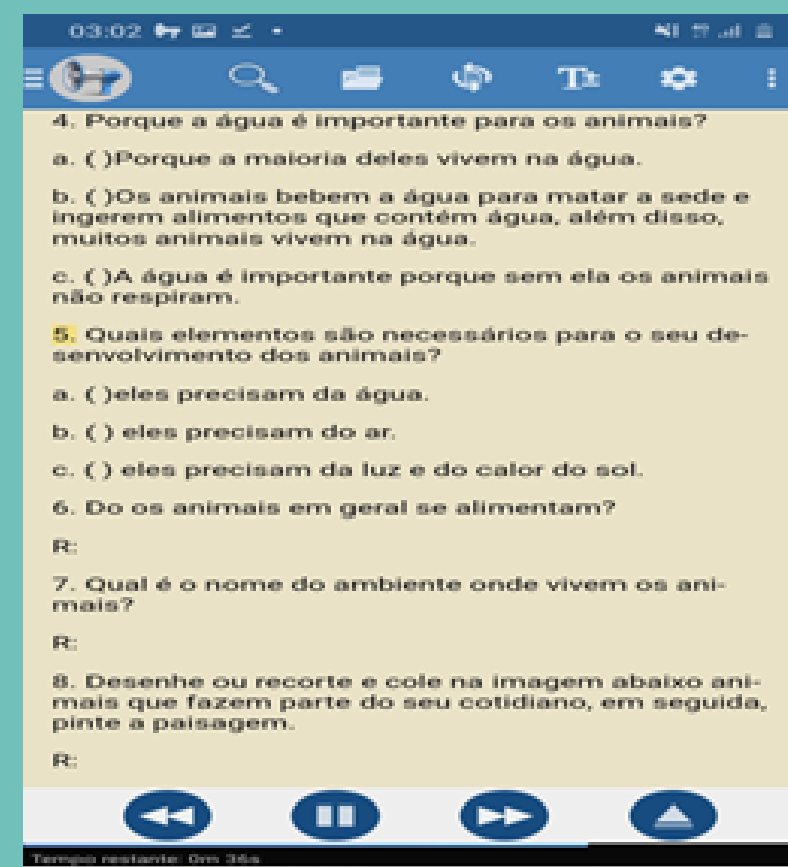 03:02
Tt
4. Porque a água é importante para os animais?
a. ( )Porque a maioria deles vivem na água.
b. ( )Os animais bebem a água para matar a sede e
ingerem alimentos que contém água, além disso,
muitos animais vivem na água.
c. ( )A água é importante porque sem ela os animais
não respiram.
5. Quais elementos são necessários para o seu de-
senvolvimento dos animais?
a. ( )eles precisam da água.
b. ( ) eles precisam do ar.
c. ( ) eles precisam da luz e do calor do sol.
6. Do os animais em geral se alimentam?
R:
7. Qual é o nome do ambiente onde vivem os ani-
mais?
R:
8. Desenhe ou recorte e cole na imagem abaixo ani-
mais que fazem parte do seu cotidiano, em seguida,
pinte a paisagem.
R:
Tempo restante: 0m 36s